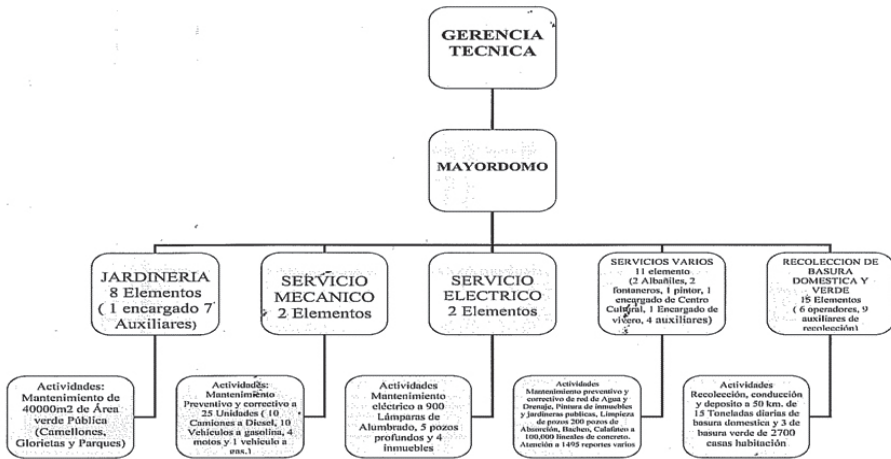 GERENCIA
TECNICA
MAYORDOMO
JARDINERIA
8 Elementos
( 1 encargado 7
Auxiliares)
SERVICIO
MECANICO
2 Elementos
SERVICIO
ELECTRICO
2 Elementos
SERVICIOS VARIOS
11 elemento
(2 Albañiles, 2
fontaneros, 1 pintor, 1
encargado de Centro
Cultural, 1 Encargado de
vivero, 4 auxiliares)
RECOLECCION DE
BASURA
DOMESTICA Y
VERDE
15 Elementos
( 6 operadores, 9
auxiliares de
recolección)
Actividades:
Mantenimiento de
40000m2 de Área
verde Pública
(Camellones,
Glorietas y Parques)
Actividades:
Mantenimiento
Preventivo y correctivo a
25 Unidades ( 10
Camiones a Diesel, 10
Vehículos a gasolina, 4
motos y 1 vehículo a
gas.)
Actividades
Mantenimiento
eléctrico a 900
Lámparas de
Alumbrado, 5 pozos
profundos y 4
inmuebles
Actividades
Mantenimiento preventivo y
correctivo de red de Agua y
Drenaje, Pintura de inmuebles
y jardineras publicas, Limpieza
de pozos 200 pozos de
Absorción, Bacheo, Calafateo a
100,000 lineales de concreto.
Atención a 1495 reportes varios
Actividades
Recolección, conducción
y deposito a 50 km. de
15 Toneladas diarias de
basura domestica y 3 de
basura verde de 2700
casas habitación